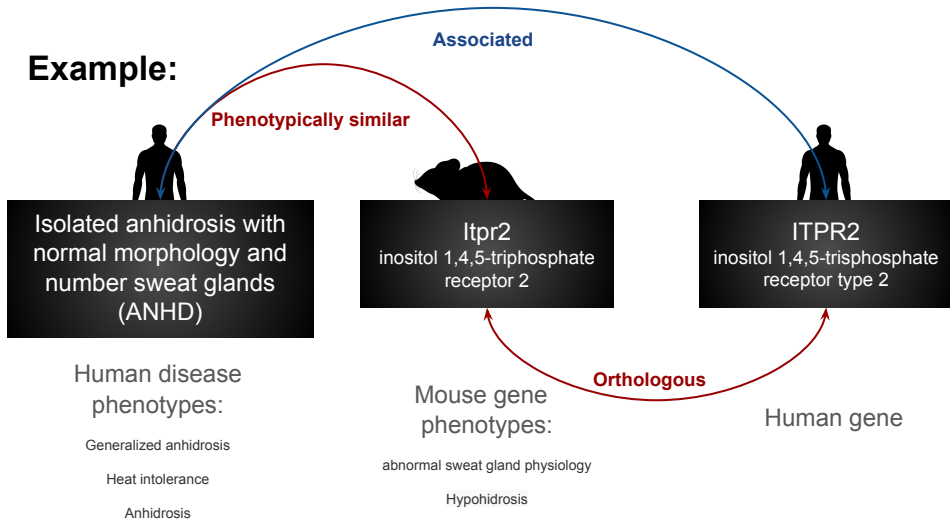 Associated
Example:
Phenotypically similar
Isolated anhidrosis with
normal morphology and
number sweat glands
(ANHD)
Itpr2
inositol 1,4,5-triphosphate
receptor 2
ITPR2
inositol 1,4,5-trisphosphate
receptor type 2
Orthologous
Human disease
phenotypes:
Generalized anhidrosis
Heat intolerance
Anhidrosis
Mouse gene
phenotypes:
abnormal sweat gland physiology
Hypohidrosis
Human gene